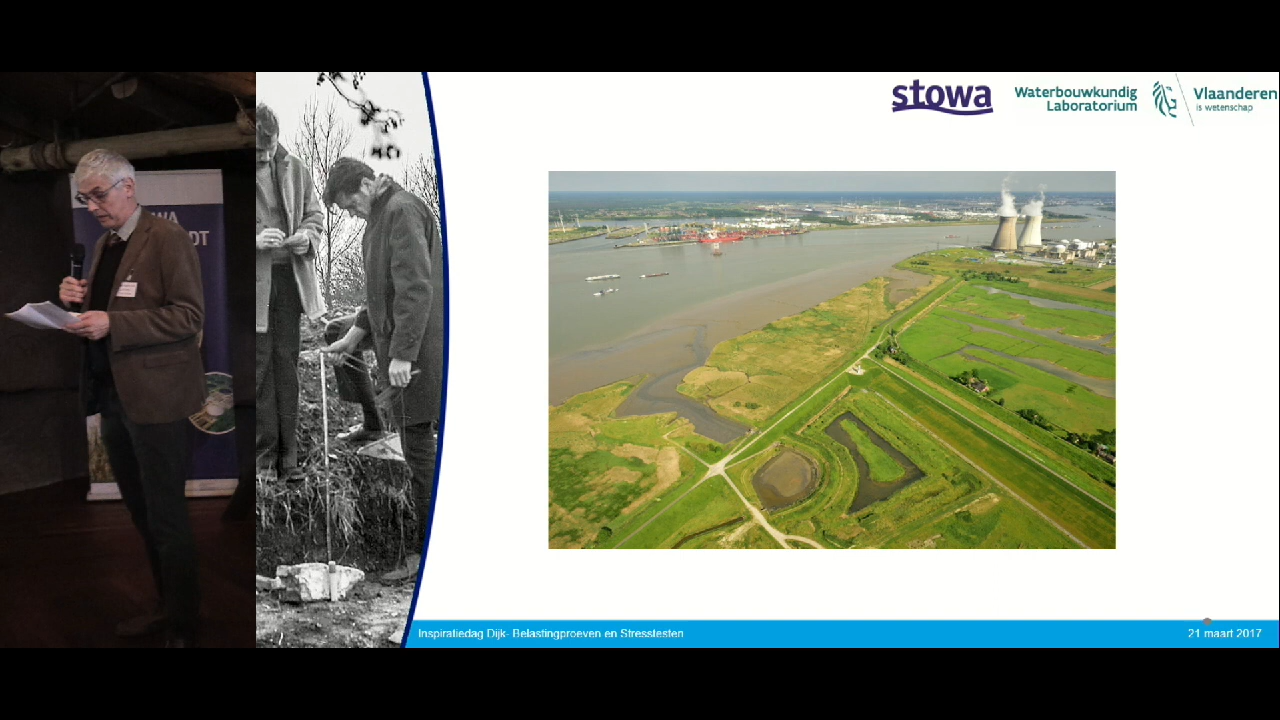 stowa
Waterbouwkundig
Laboratorium
Vlaanderen
is wetenschap
Inspiratiedag Dijk- Belastingproeven en Stresstesten
21 maart 2017